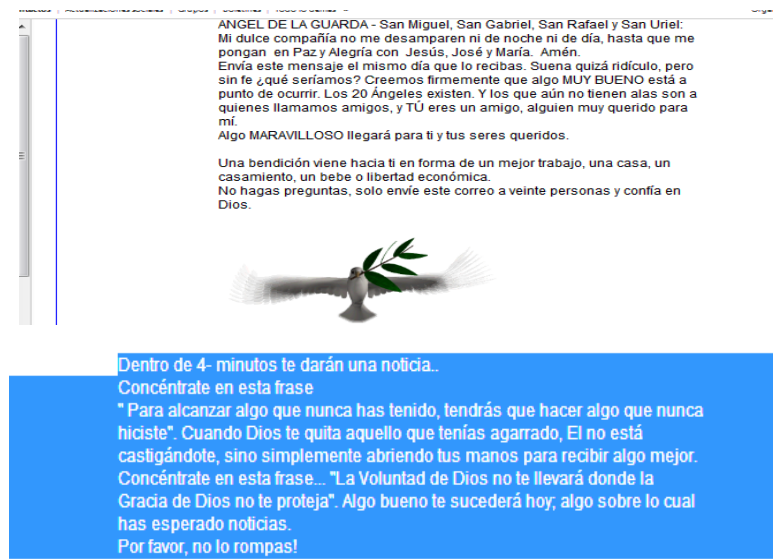 ANGEL DE LA GUARDA - San Miguel, San Gabriel, San Rafael y San Uriel:
Mi dulce compañía no me desamparen ni de noche ni de día, hasta que me
pongan en Paz y Alegría con Jesús, José y María. Amén.
Envía este mensaje el mismo día que lo recibas. Suena quizá ridículo, pero
sin fe ¿qué seríamos? Creemos firmemente que algo MUY BUENO está a
punto de ocurrir. Los 20 Ángeles existen. Y los que aún no tienen alas son a
quienes llamamos amigos, y TÚ eres un amigo, alguien muy querido para
mí.
Algo MARAVILLOSO llegará para ti y tus seres queridos.
Una bendición viene hacia ti en forma de un mejor trabajo, una casa, un
casamiento, un bebe o libertad económica.
No hagas preguntas, solo envíe este correo a veinte personas y confía en
Dios.
Dentro de 4- minutos te darán una noticia..
Concéntrate en esta frase
" Para alcanzar algo que nunca has tenido, tendrás que hacer algo que nunca
hiciste". Cuando Dios te quita aquello que tenías agarrado, El no está
castigándote, sino simplemente abriendo tus manos para recibir algo mejor.
Concéntrate en esta frase... "La Voluntad de Dios no te llevará donde la
Gracia de Dios no te proteja". Algo bueno te sucederá hoy; algo sobre lo cual
has esperado noticias.
Por favor, no lo rompas!